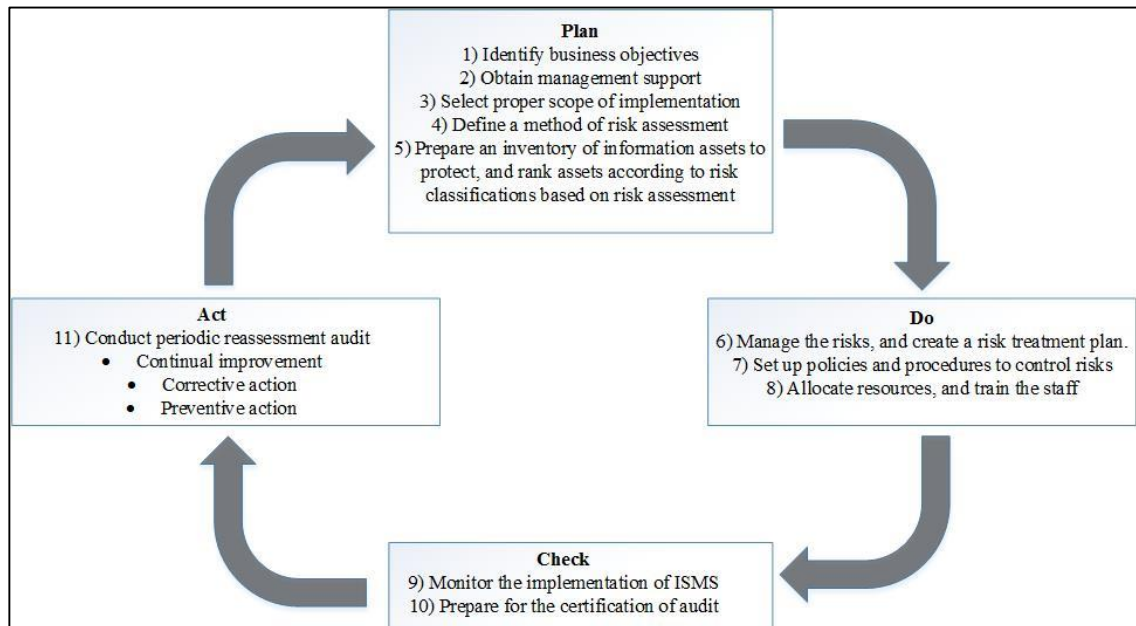 Plan
1) Identify business objectives
2) Obtain management support
3) Select proper scope of implementation
4) Define a method of risk assessment
5) Prepare an inventory of information assets to
protect, and rank assets according to risk
classifications based on risk assessment
Do
6) Manage the risks, and create a risk treatment plan.
7) Set up policies and procedures to control risks
8) Allocate resources, and train the staff
Check
9) Monitor the implementation of ISMS
10) Prepare for the certification of audit
Act
11) Conduct periodic reassessment audit
• Continual improvement
• Corrective action
• Preventive action